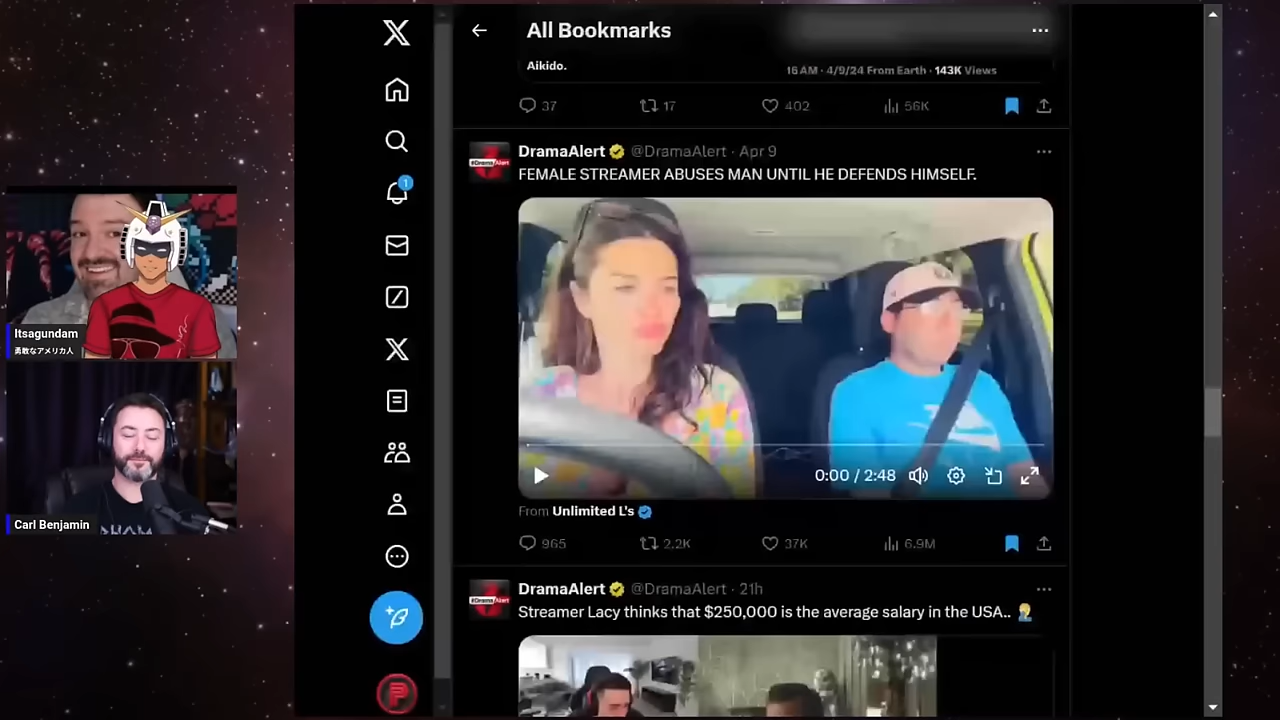 All Bookmarks
Aikido.
16 AM · 4/9/24 From Earth · 143K Views
37
17
402
56K
#DramaAlert
DramaAlert @DramaAlert · Apr 9
FEMALE STREAMER ABUSES MAN UNTIL HE DEFENDS HIMSELF.
0:00 / 2:48
From Unlimited L's
965
2.2K
37K
6.9M
#DramaAlert
DramaAlert @DramaAlert · 21h
Streamer Lacy thinks that $250,000 is the average salary in the USA..
1
Itsagundam
勇敢なアメリカ人
Carl Benjamin